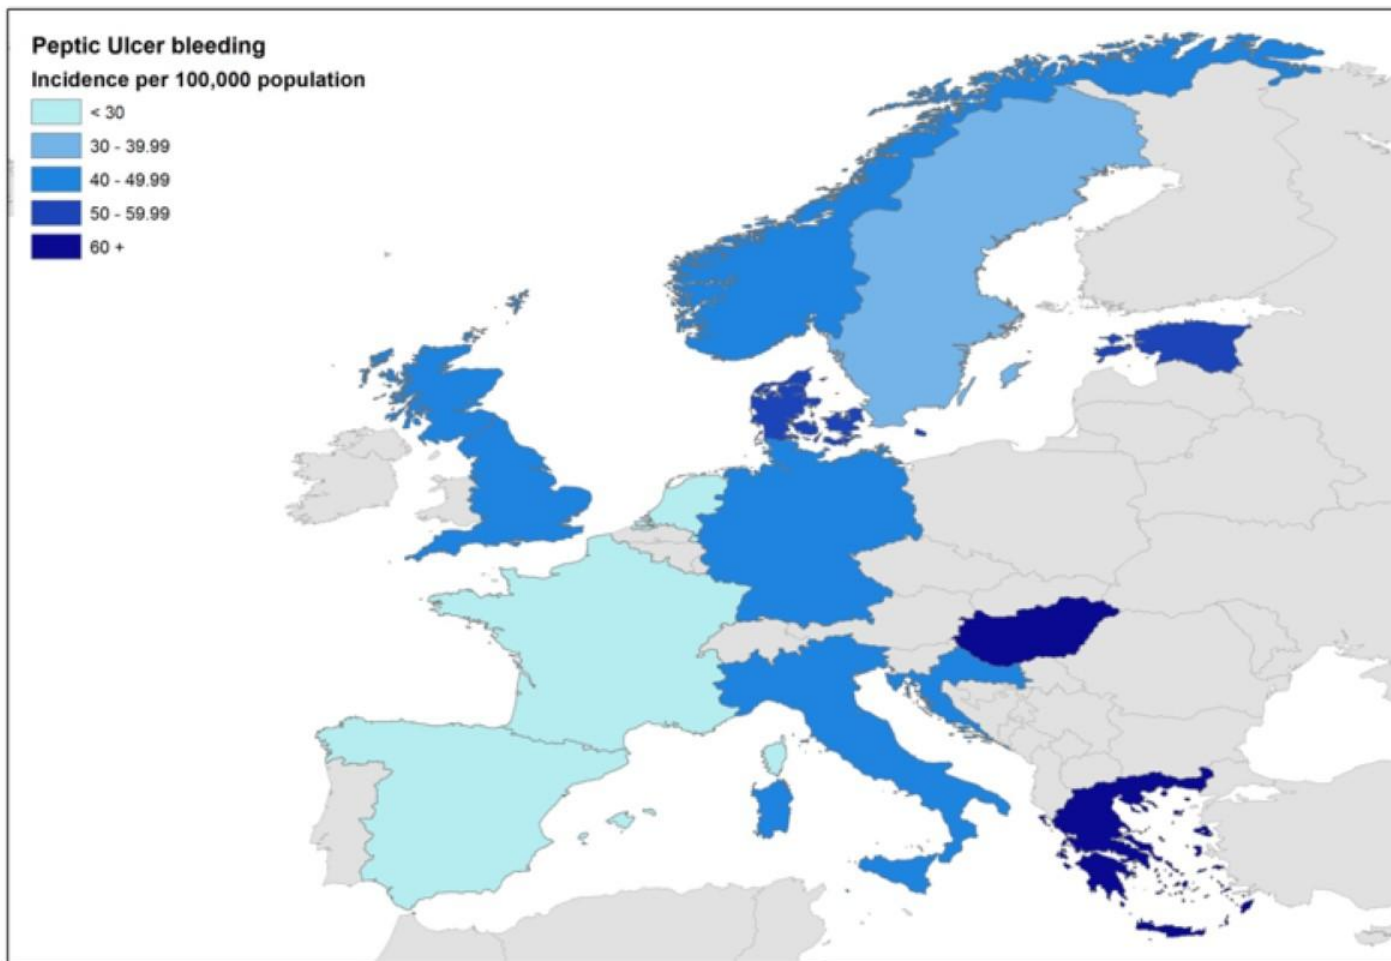 Peptic Ulcer bleeding
Incidence per 100,000 population
< 30
30 - 39.99
40 - 49.99
50 - 59.99
60 +